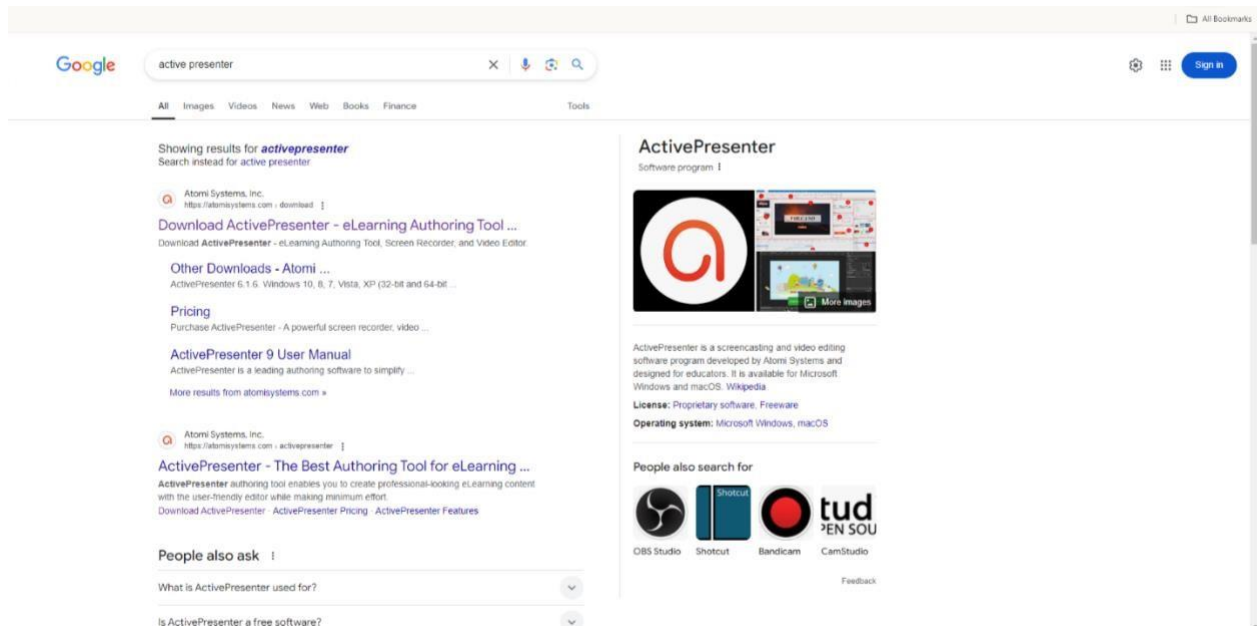 All Bookmarks
Google
active presenter
Sign in
All Images Videos News Web Books Finance Tools
Showing results for activepresenter
Search instead for active presenter
Atomi Systems, Inc.
https://atomisystems.com › download
Download ActivePresenter - eLearning Authoring Tool ...
Download ActivePresenter - eLearning Authoring Tool, Screen Recorder, and Video Editor.
Other Downloads - Atomi ...
ActivePresenter 6.1.6. Windows 10, 8, 7, Vista, XP (32-bit and 64-bit ...
Pricing
Purchase ActivePresenter - A powerful screen recorder, video ...
ActivePresenter 9 User Manual
ActivePresenter is a leading authoring software to simplify ...
More results from atomisystems.com »
Atomi Systems, Inc.
https://atomisystems.com › activepresenter
ActivePresenter - The Best Authoring Tool for eLearning ...
ActivePresenter authoring tool enables you to create professional-looking eLearning content
with the user-friendly editor while making minimum effort.
Download ActivePresenter · ActivePresenter Pricing · ActivePresenter Features
People also ask
What is ActivePresenter used for?
Is ActivePresenter a free software?
ActivePresenter
Software program
More images
ActivePresenter is a screencasting and video editing
software program developed by Atomi Systems and
designed for educators. It is available for Microsoft
Windows and macOS. Wikipedia
License: Proprietary software, Freeware
Operating system: Microsoft Windows, macOS
People also search for
Shotcut
tud
PEN SOU
OBS Studio Shotcut Bandicam CamStudio
Feedback